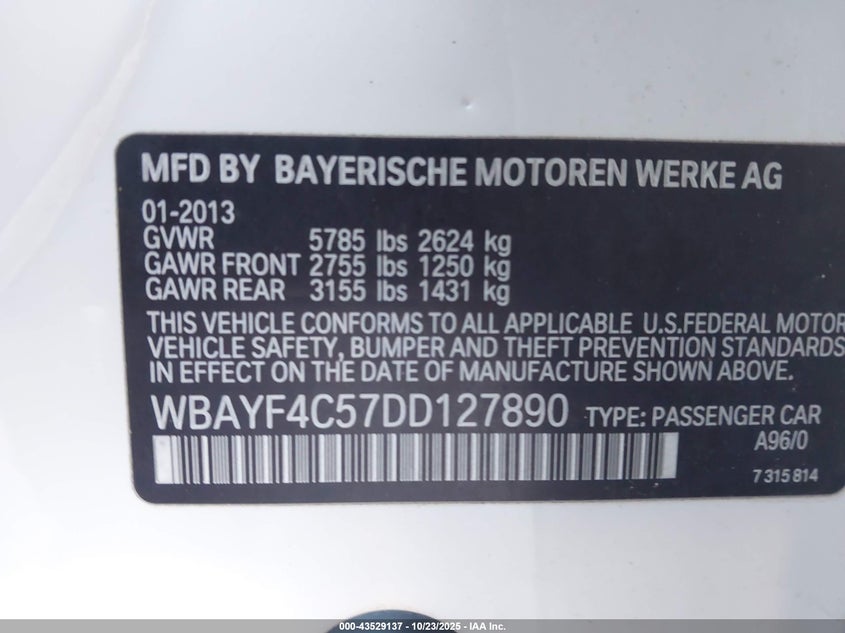 MFD BY BAYERISCHE MOTOREN WERKE AG
01-2013
GVWR 5785 lbs 2624 kg
GAWR FRONT 2755 lbs 1250 kg
GAWR REAR 3155 lbs 1431 kg
THIS VEHICLE CONFORMS TO ALL APPLICABLE U.S.FEDERAL MOTOR
VEHICLE SAFETY, BUMPER AND THEFT PREVENTION STANDARDS
IN EFFECT ON THE DATE OF MANUFACTURE SHOWN ABOVE.
WBAYF4C57DD127890 TYPE: PASSENGER CAR
A96/0
7 315 814
000-43529137 - 10/23/2025 - IAA Inc.